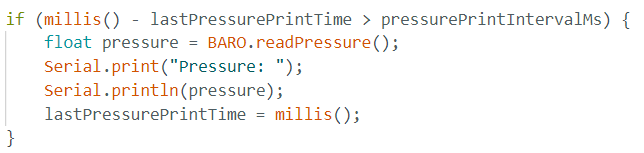 if (millis() - lastPressurePrintTime > pressurePrintIntervalMs) {
    float pressure = BARO.readPressure();
    Serial.print("Pressure: ");
    Serial.println(pressure);
    lastPressurePrintTime = millis();
}